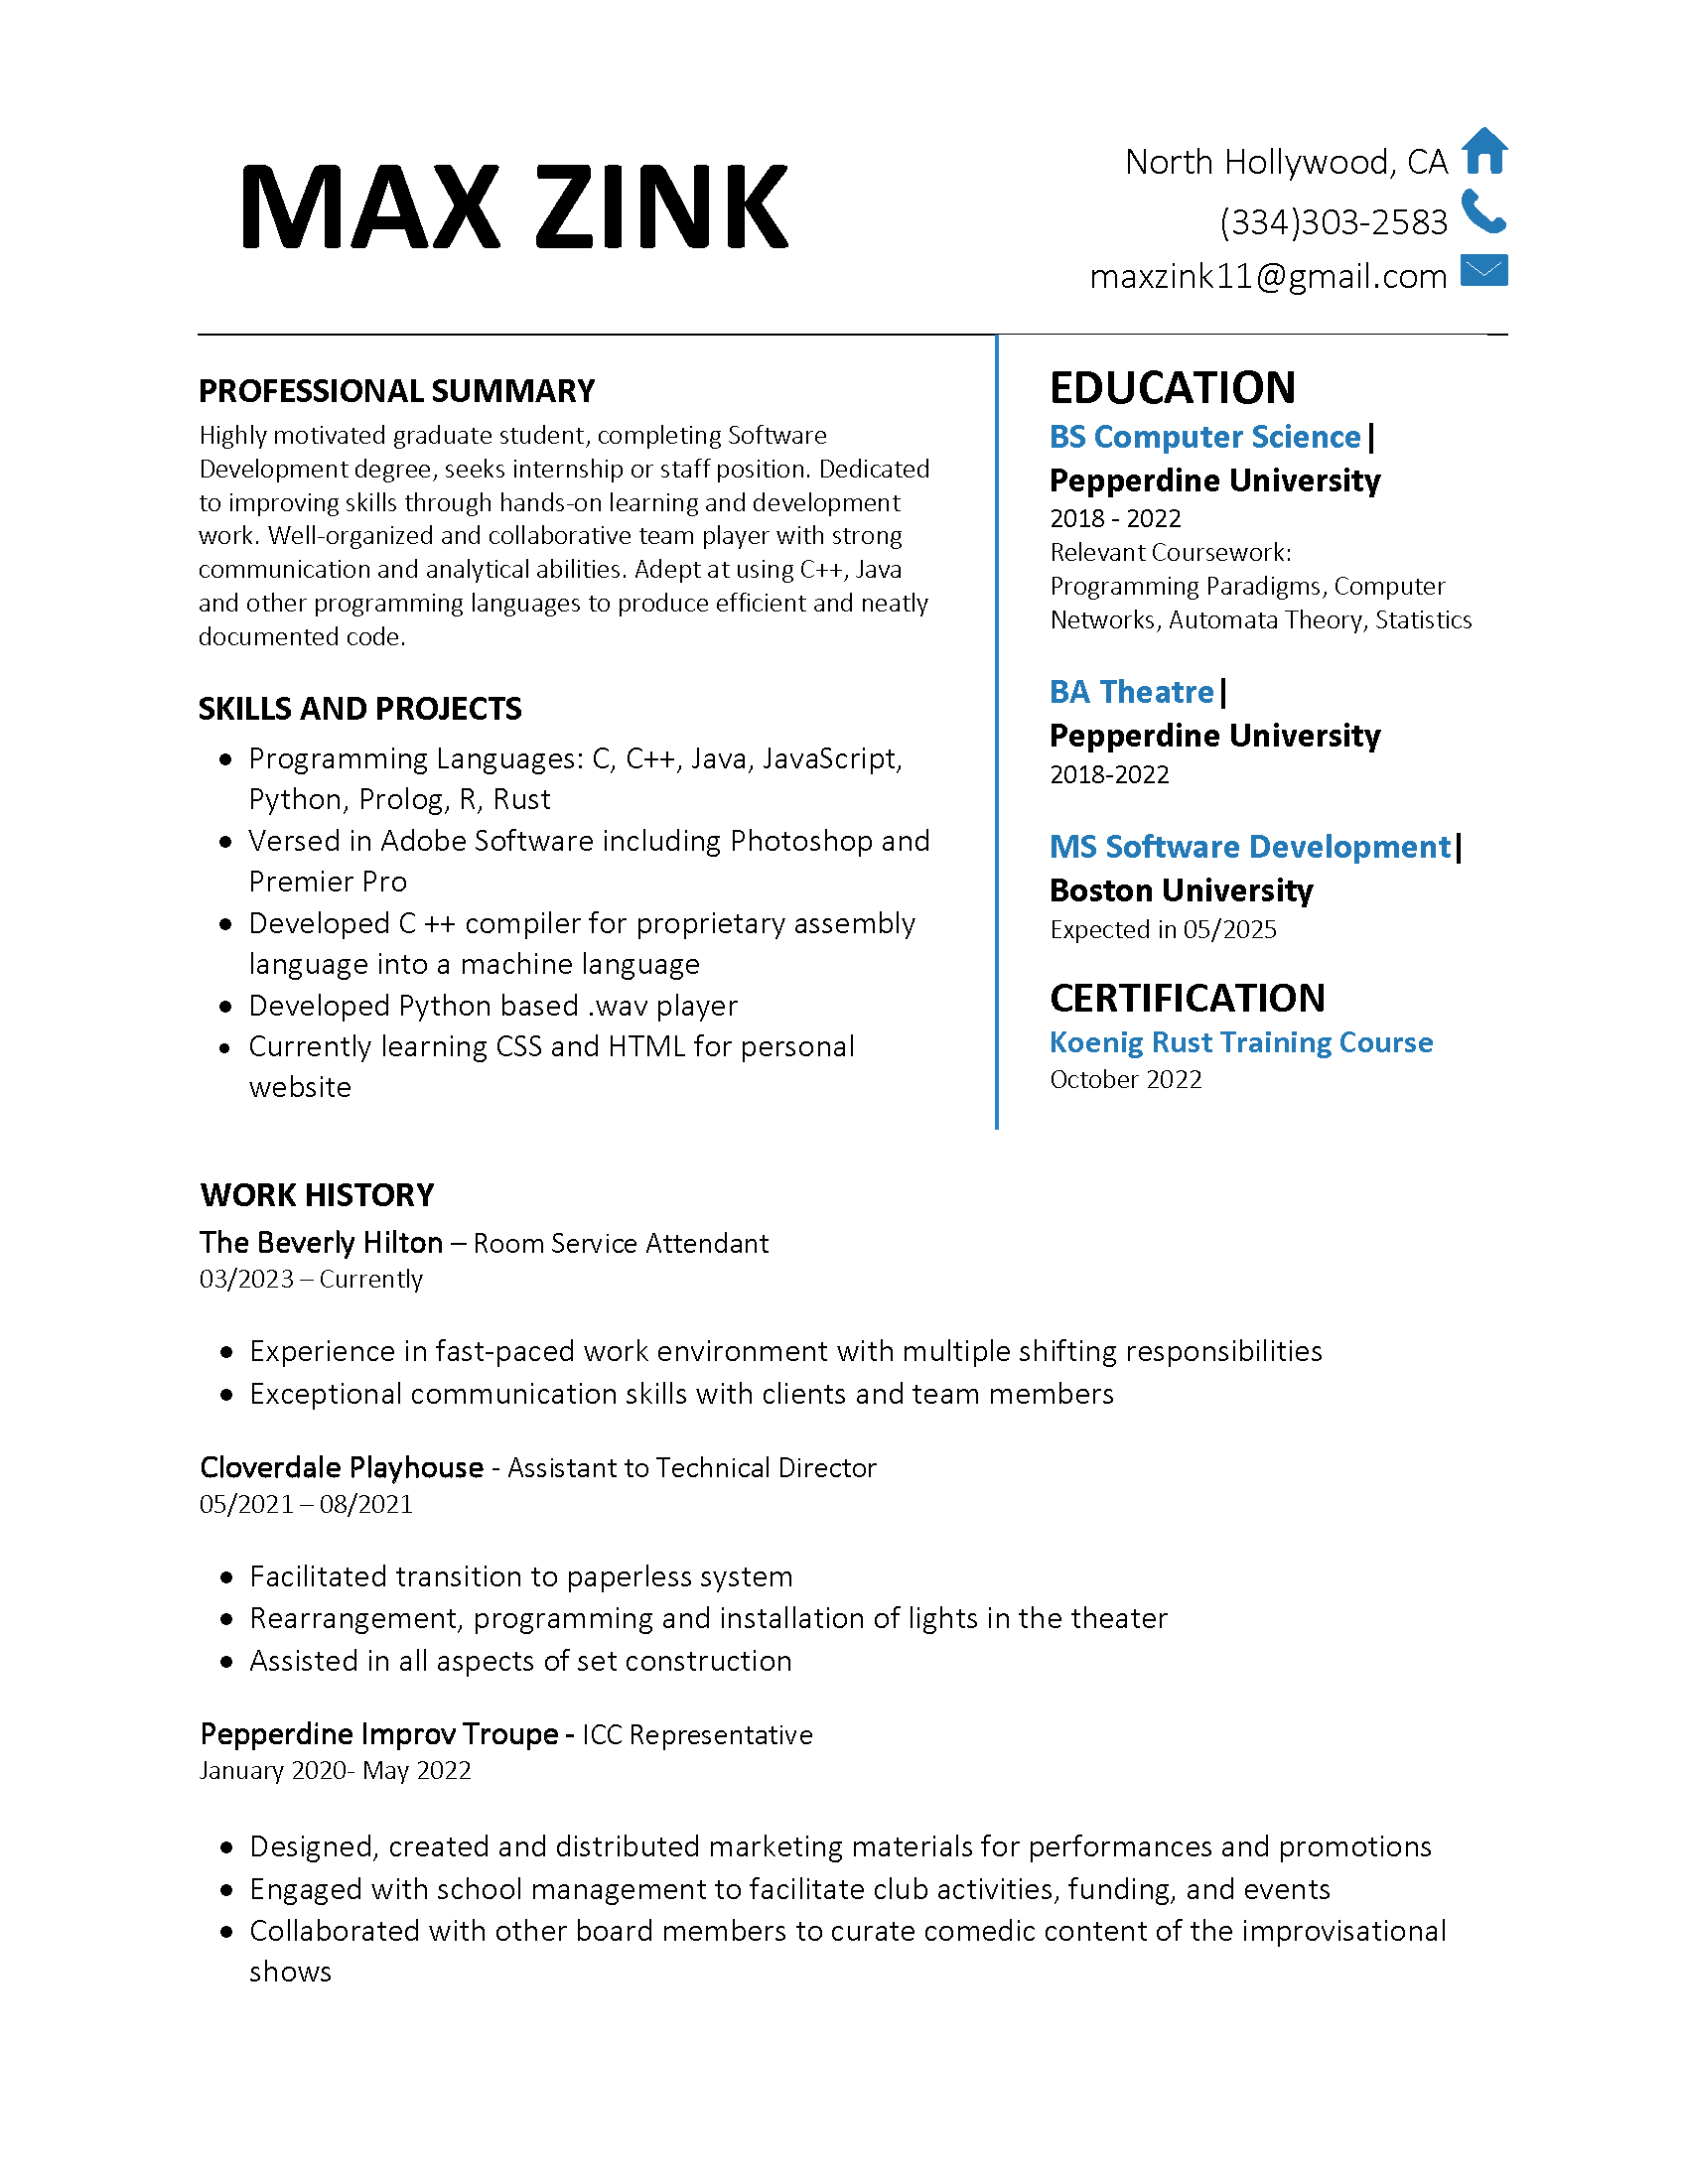 MAX ZINK
North Hollywood, CA
(334)303-2583
maxzink11@gmail.com
PROFESSIONAL SUMMARY
Highly motivated graduate student, completing Software
Development degree, seeks internship or staff position. Dedicated
to improving skills through hands-on learning and development
work. Well-organized and collaborative team player with strong
communication and analytical abilities. Adept at using C++, Java
and other programming languages to produce efficient and neatly
documented code.
SKILLS AND PROJECTS
• Programming Languages: C, C++, Java, JavaScript,
Python, Prolog, R, Rust
• Versed in Adobe Software including Photoshop and
Premier Pro
• Developed C ++ compiler for proprietary assembly
language into a machine language
• Developed Python based .wav player
• Currently learning CSS and HTML for personal
website
EDUCATION
BS Computer Science|
Pepperdine University
2018 - 2022
Relevant Coursework:
Programming Paradigms, Computer
Networks, Automata Theory, Statistics
BA Theatre|
Pepperdine University
2018-2022
MS Software Development|
Boston University
Expected in 05/2025
CERTIFICATION
Koenig Rust Training Course
October 2022
WORK HISTORY
The Beverly Hilton – Room Service Attendant
03/2023 – Currently
• Experience in fast-paced work environment with multiple shifting responsibilities
• Exceptional communication skills with clients and team members
Cloverdale Playhouse - Assistant to Technical Director
05/2021 – 08/2021
• Facilitated transition to paperless system
• Rearrangement, programming and installation of lights in the theater
• Assisted in all aspects of set construction
Pepperdine Improv Troupe - ICC Representative
January 2020- May 2022
• Designed, created and distributed marketing materials for performances and promotions
• Engaged with school management to facilitate club activities, funding, and events
• Collaborated with other board members to curate comedic content of the improvisational
shows